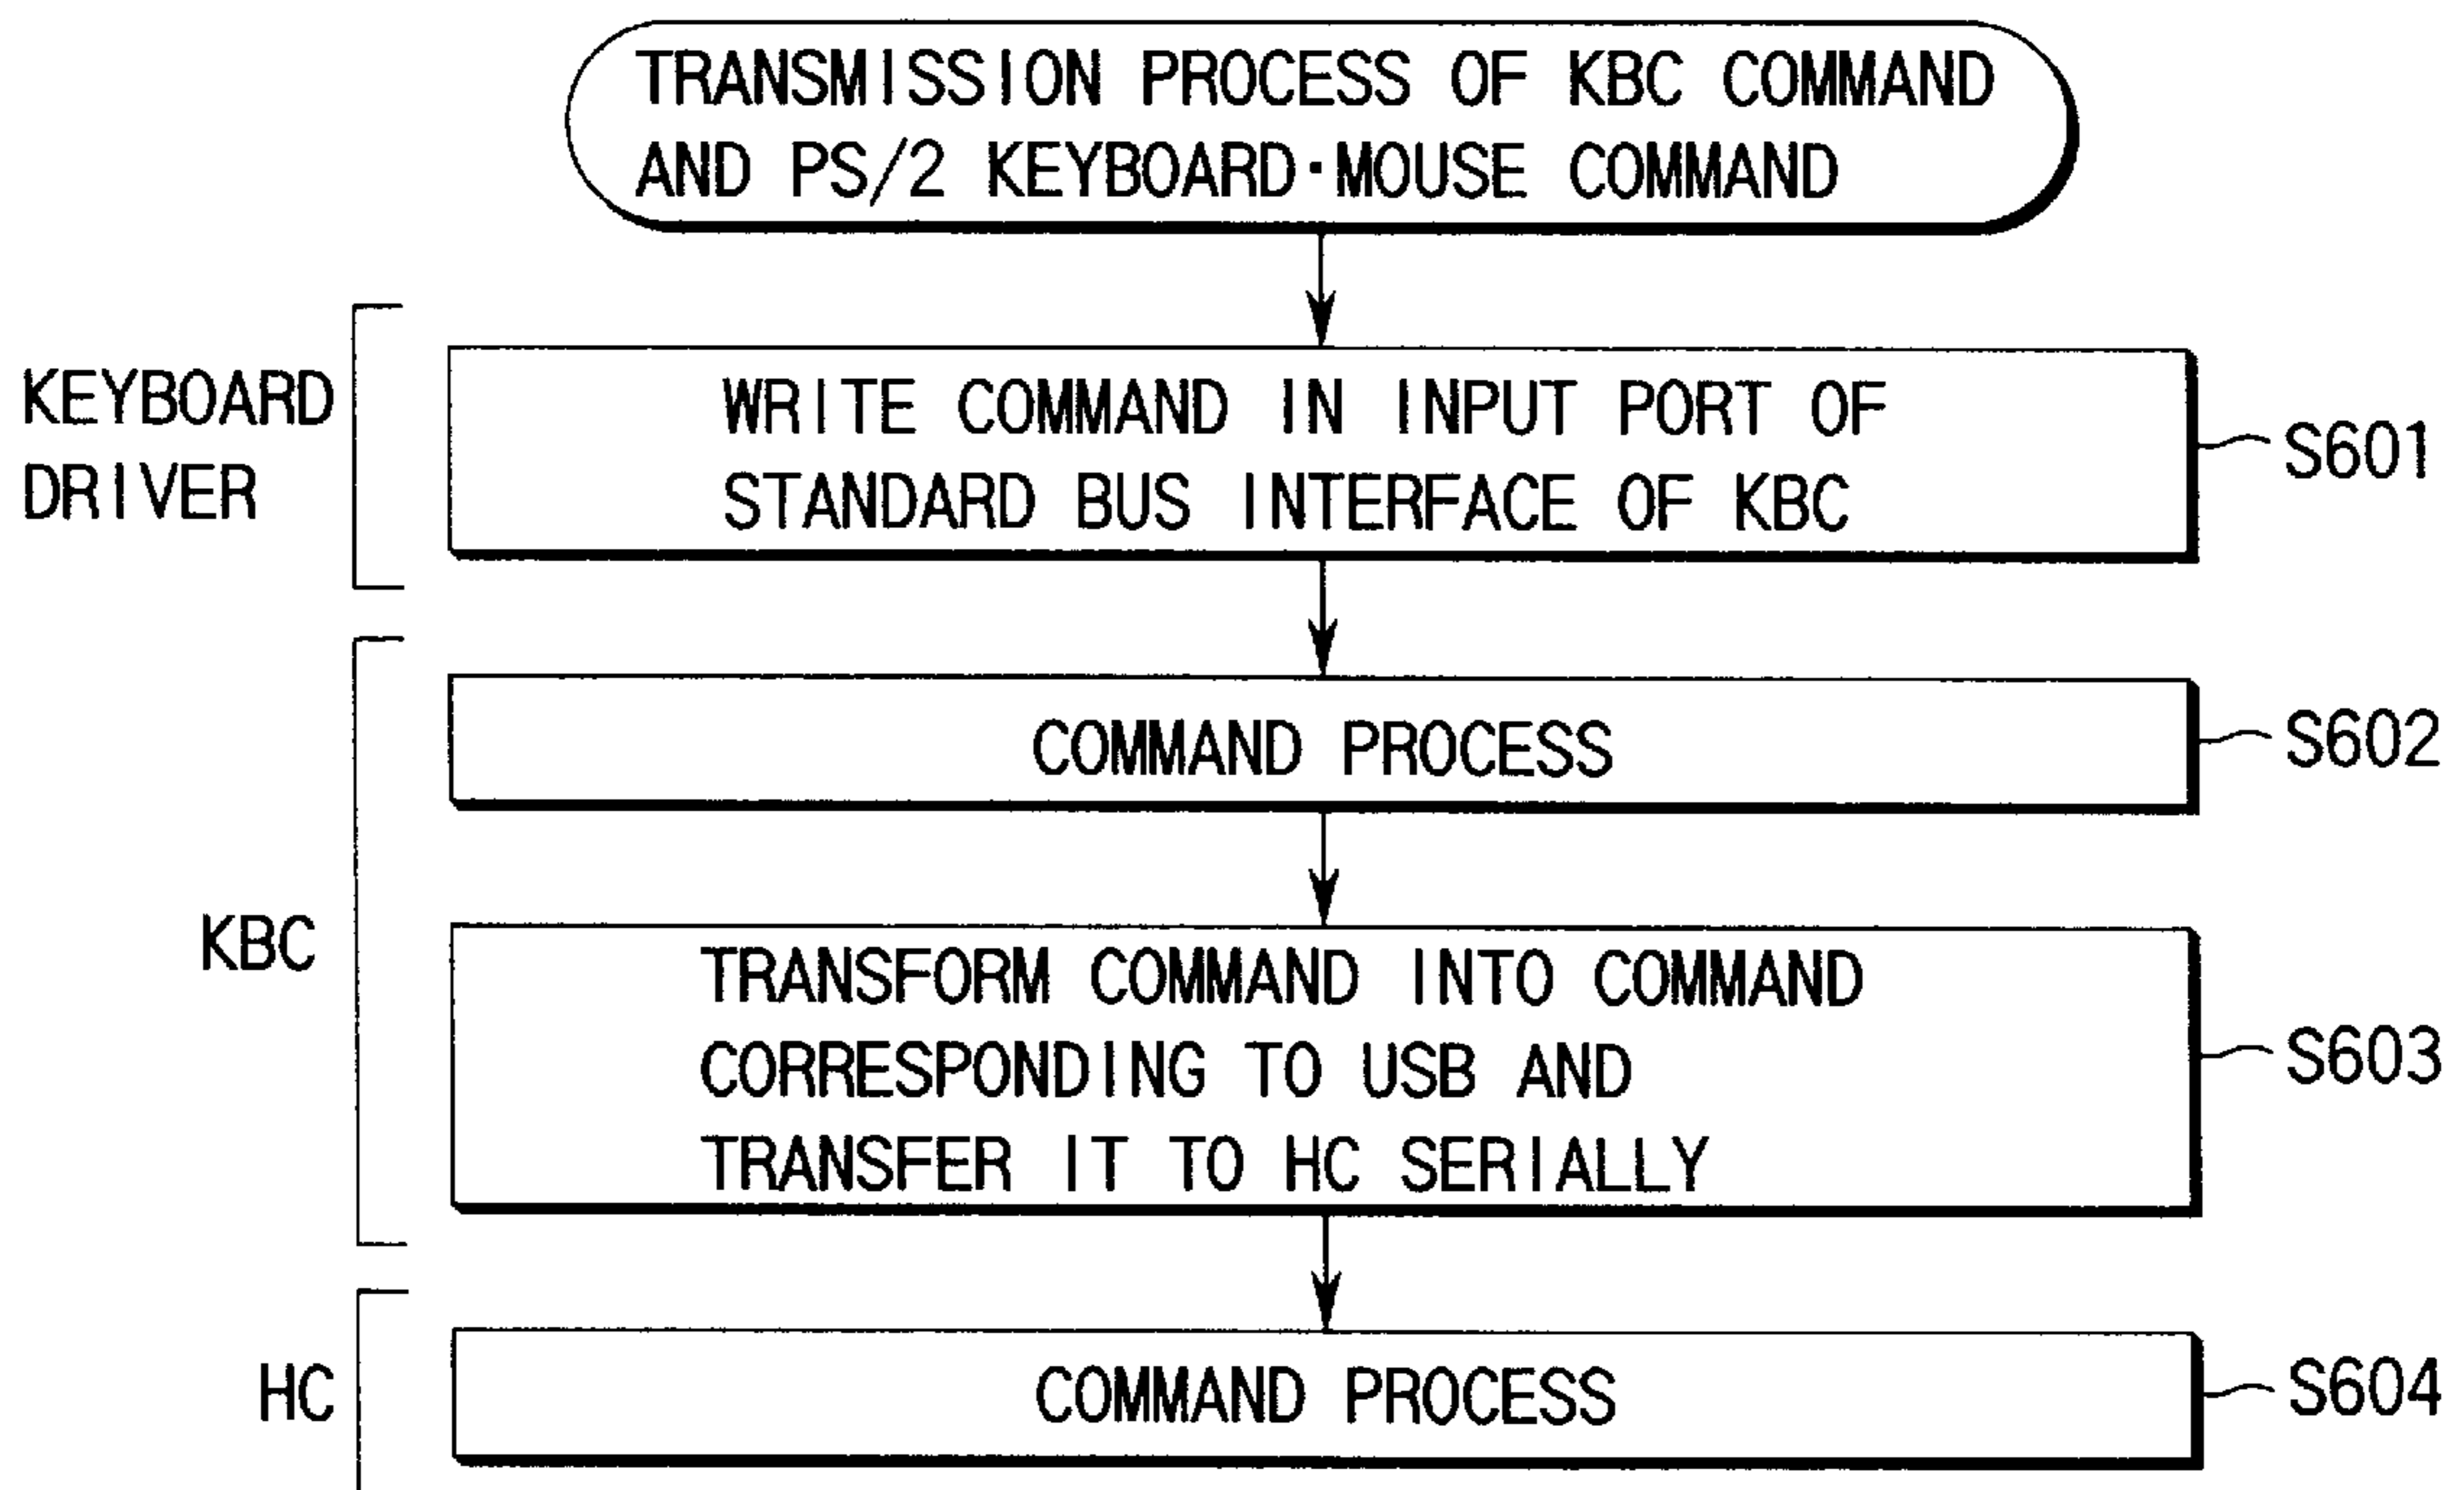 TRANSMISSION PROCESS OF KBC COMMAND
AND PS/2 KEYBOARD·MOUSE COMMAND
KEYBOARD
DRIVER
WRITE COMMAND IN INPUT PORT OF
STANDARD BUS INTERFACE OF KBC
S601
COMMAND PROCESS
S602
KBC
TRANSFORM COMMAND INTO COMMAND
CORRESPONDING TO USB AND
TRANSFER IT TO HC SERIALLY
S603
HC
COMMAND PROCESS
S604